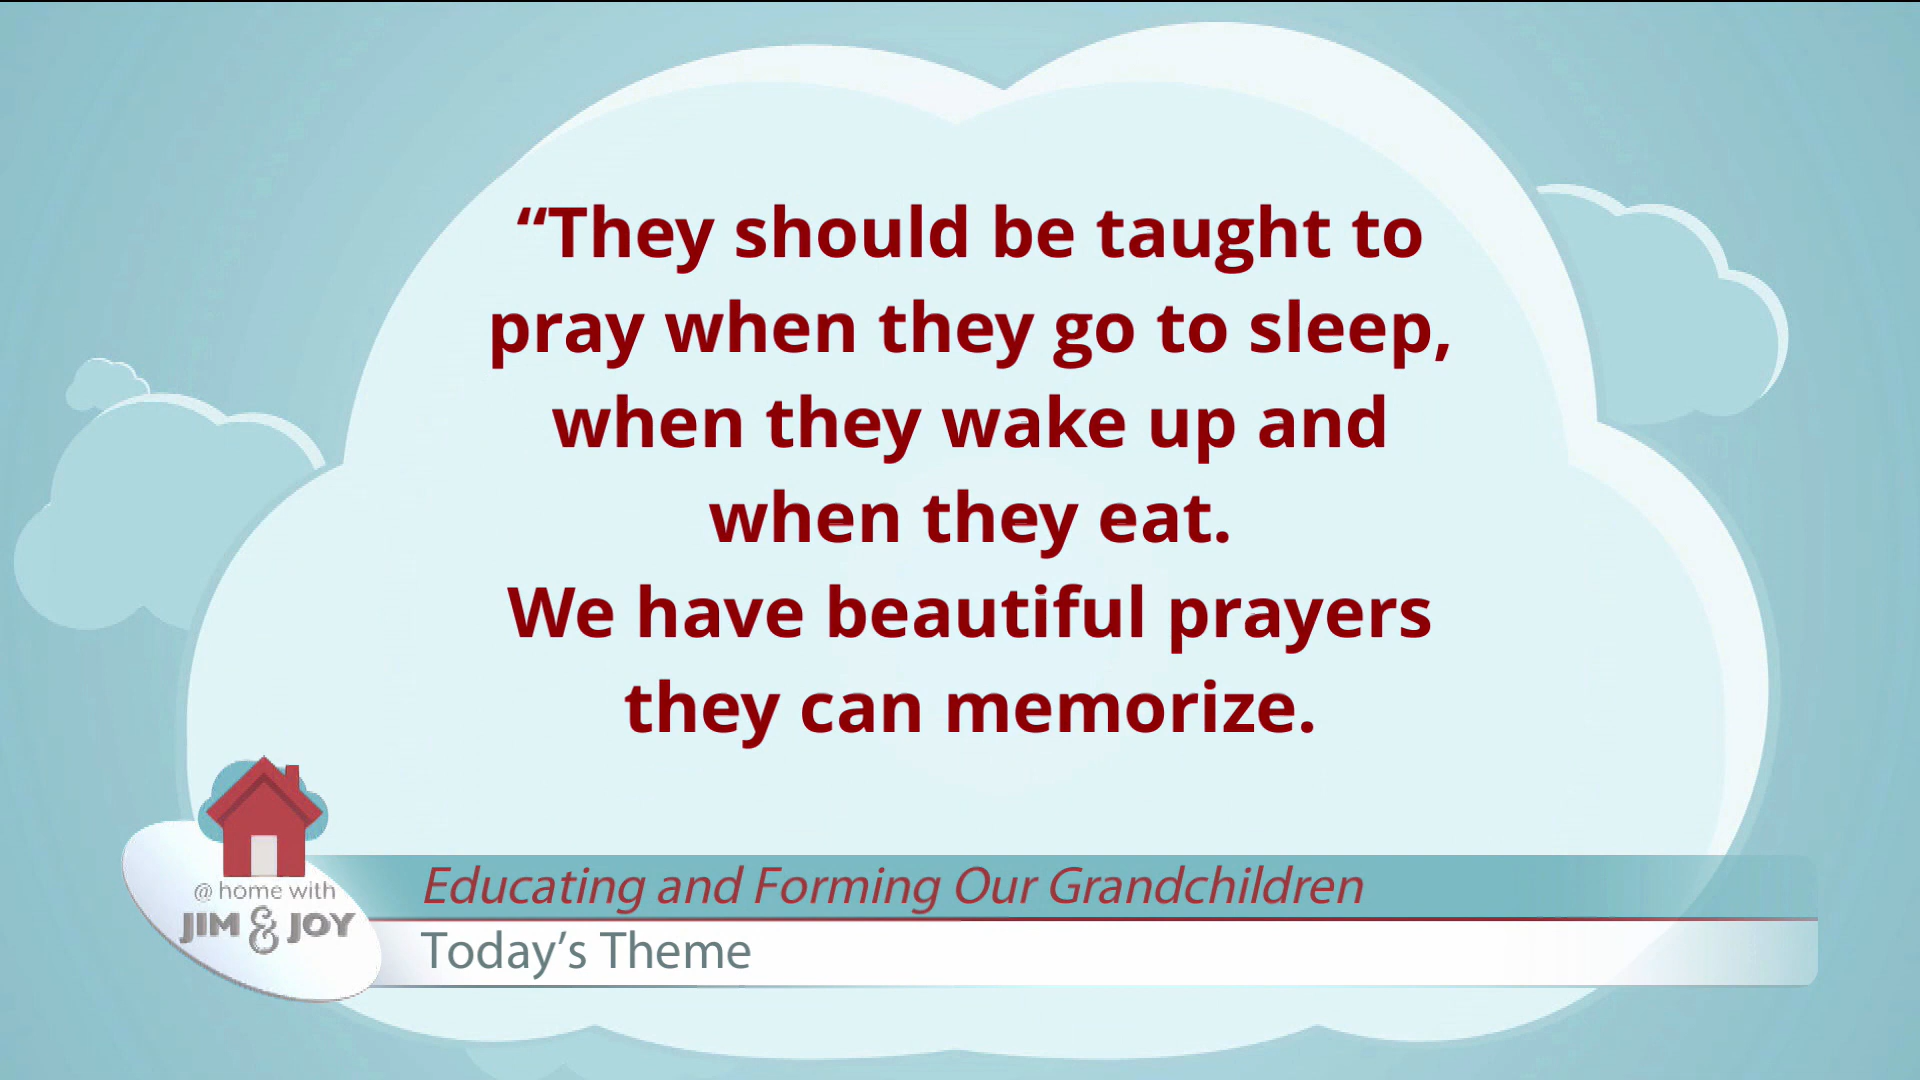 “They should be taught to
pray when they go to sleep,
when they wake up and
when they eat.
We have beautiful prayers
they can memorize.
@ home with
JIM & JOY
Educating and Forming Our Grandchildren
Today’s Theme